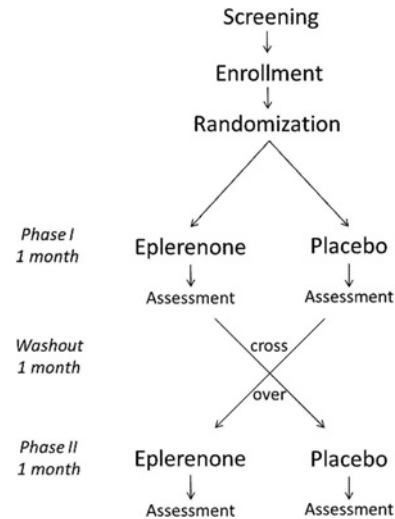 Screening
Enrollment
Randomization
Phase I
1 month
Eplerenone
Placebo
Assessment
Assessment
Washout
1 month
cross
over
Phase II
1 month
Eplerenone
Placebo
Assessment
Assessment